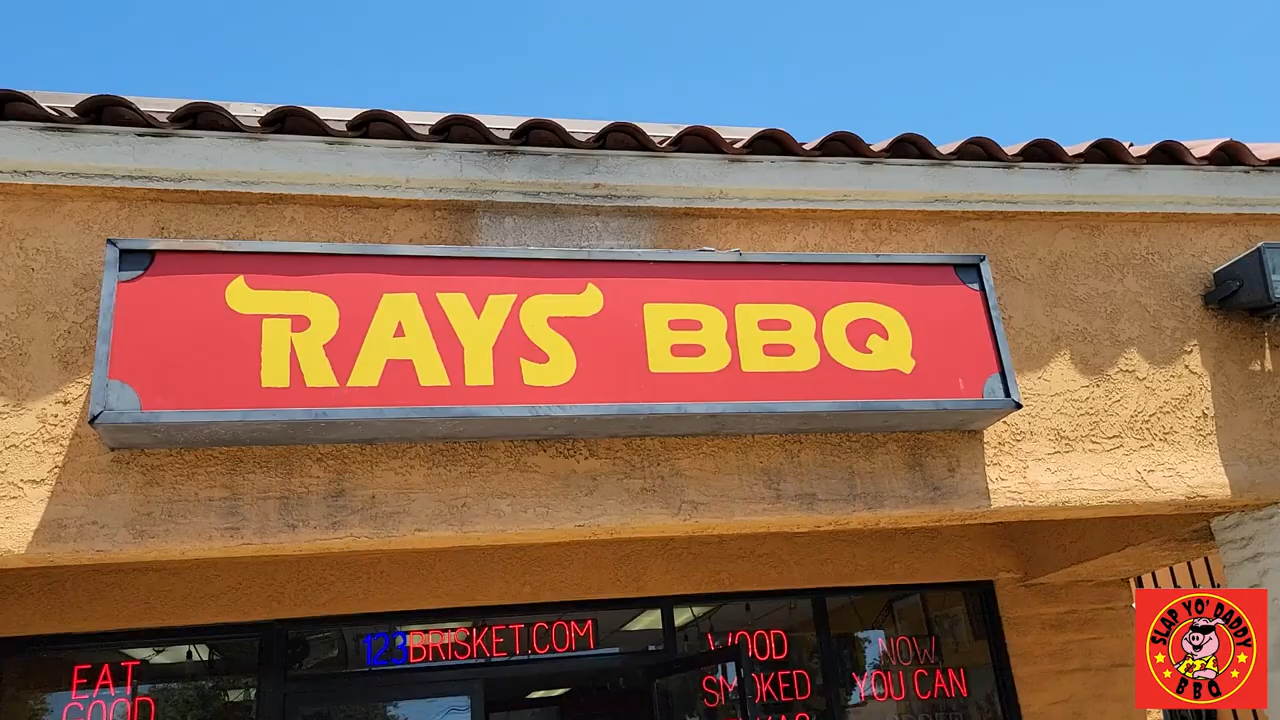 RAYS BBQ
123BRISKET.COM
EAT
GOOD
WOOD
SMOKED
NOW
YOU CAN
SLAP YO' DADDY
BBQ